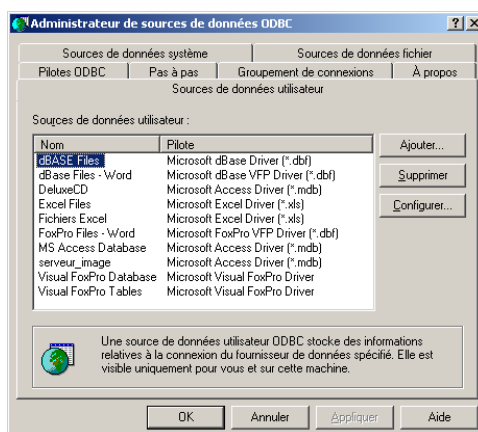 Administrateur de sources de données ODBC
Sources de données système Sources de données fichier
Pilotes ODBC Pas à pas Groupement de connexions À propos
Sources de données utilisateur
Sources de données utilisateur :
Nom Pilote
dBASE Files Microsoft dBase Driver (*.dbf)
dBase Files - Word Microsoft dBase VFP Driver (*.dbf)
DeluxeCD Microsoft Access Driver (*.mdb)
Excel Files Microsoft Excel Driver (*.xls)
Fichiers Excel Microsoft Excel Driver (*.xls)
FoxPro Files - Word Microsoft FoxPro VFP Driver (*.dbf)
MS Access Database Microsoft Access Driver (*.mdb)
serveur_image Microsoft Access Driver (*.mdb)
Visual FoxPro Database Microsoft Visual FoxPro Driver
Visual FoxPro Tables Microsoft Visual FoxPro Driver
Ajouter...
Supprimer
Configurer...
Une source de données utilisateur ODBC stocke des informations
relatives à la connexion du fournisseur de données spécifié. Elle est
visible uniquement pour vous et sur cette machine.
OK Annuler Appliquer Aide